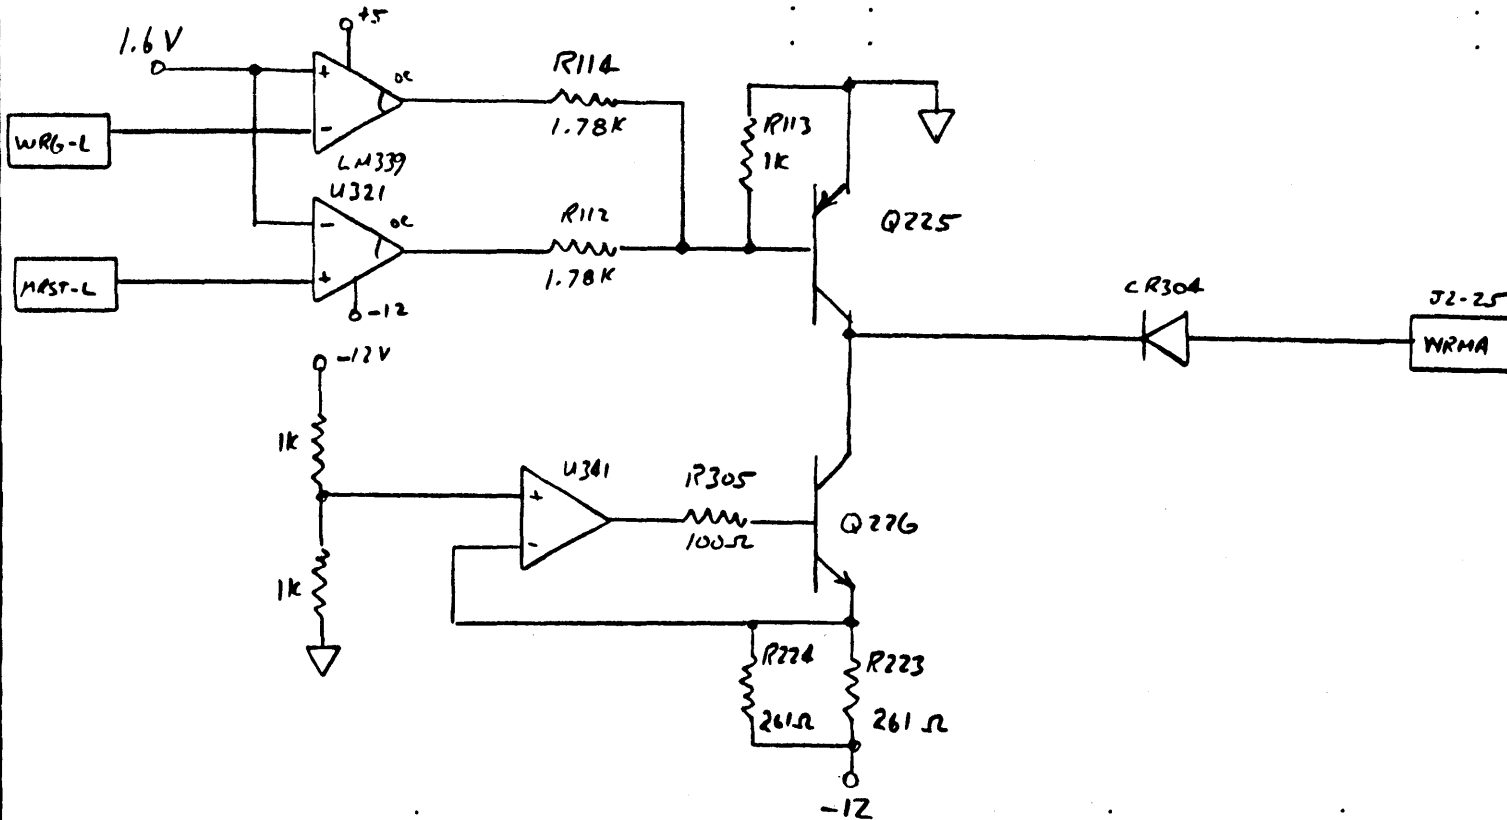 +5
1.6V
+
OC
R114
-
1.78K
WRG-L
LM339
U321
R113
1K
-
OC
R112
Q225
+
1.78K
MRST-L
-12
CR304
J2-25
WRMA
-12V
1K
U341
R305
+
Q226
-
100Ω
1K
R224
R223
261Ω
261Ω
-12